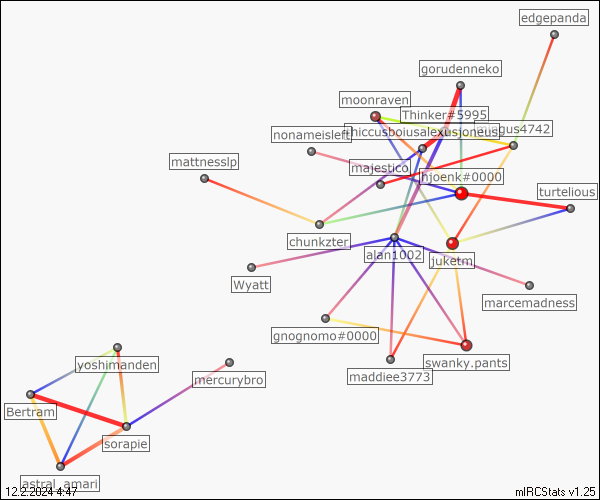 edgepanda
gorudenneko
moonraven
Thinker#5995
nonameisleft
thiccusboiusalexusjoneus
mingus4742
mattnesslp
majestico
hjoenk#0000
turtelious
chunkzter
alan1002
juketm
Wyatt
marcemadness
gnognomo#0000
swanky.pants
maddiee3773
yoshimanden
mercurybro
Bertram
sorapie
astral_amari
12.2.2024 4:47
mIRCStats v1.25